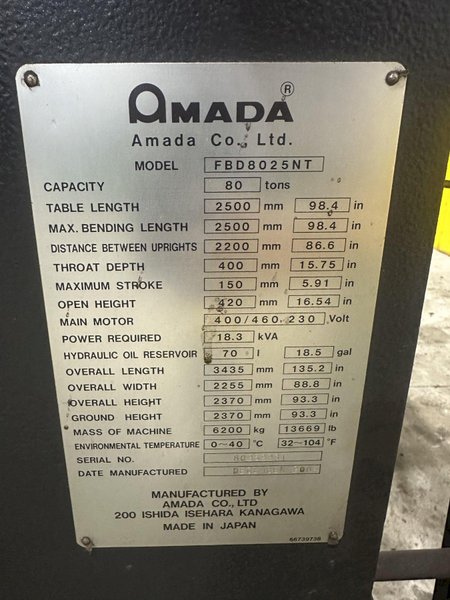 AMADA®
Amada Co., Ltd.
MODEL FBD8025NT
CAPACITY 80 tons
TABLE LENGTH 2500 mm 98.4 in
MAX. BENDING LENGTH 2500 mm 98.4 in
DISTANCE BETWEEN UPRIGHTS 2200 mm 86.6 in
THROAT DEPTH 400 mm 15.75 in
MAXIMUM STROKE 150 mm 5.91 in
OPEN HEIGHT 420 mm 16.54 in
MAIN MOTOR 400/460.230 Volt
POWER REQUIRED 18.3 kVA
HYDRAULIC OIL RESERVOIR 70 l 18.5 gal
OVERALL LENGTH 3435 mm 135.2 in
OVERALL WIDTH 2255 mm 88.8 in
OVERALL HEIGHT 2370 mm 93.3 in
GROUND HEIGHT 2370 mm 93.3 in
MASS OF MACHINE 6200 kg 13669 lb
ENVIRONMENTAL TEMPERATURE 0~40 °C 32~104 °F
SERIAL NO.
DATE MANUFACTURED
MANUFACTURED BY
AMADA CO., LTD
200 ISHIDA ISEHARA KANAGAWA
MADE IN JAPAN
66739738